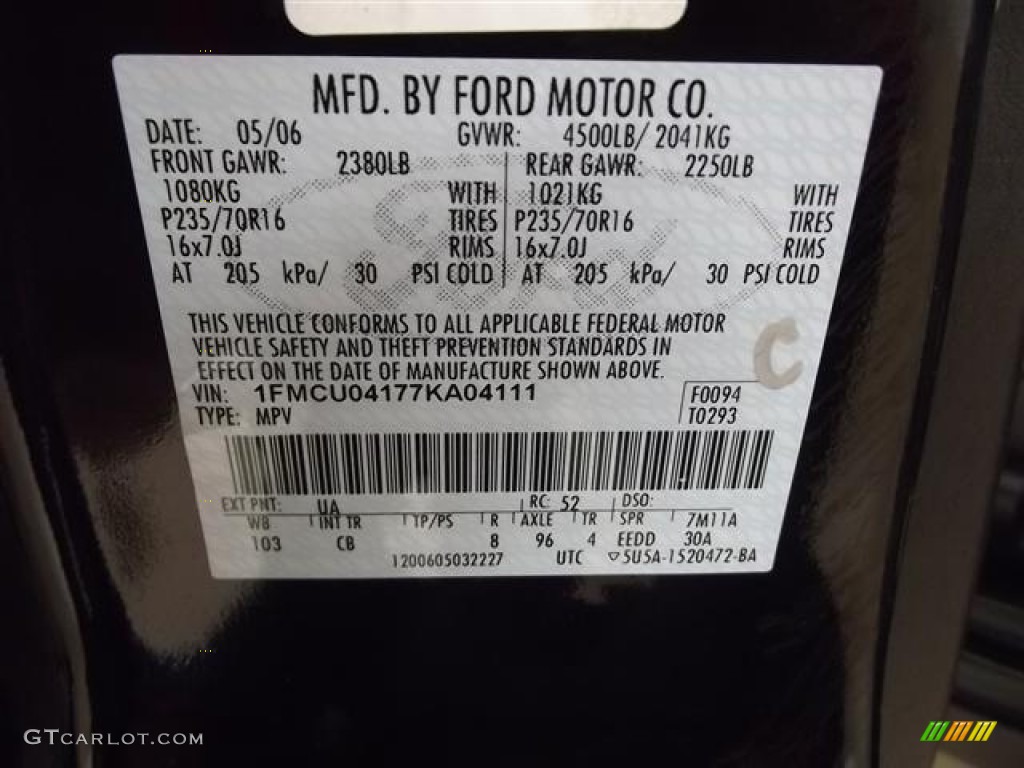 MFD. BY FORD MOTOR CO.
DATE: 05/06 GVWR: 4500LB/ 2041KG
FRONT GAWR: 2380LB REAR GAWR: 2250LB
1080KG WITH 1021KG WITH
P235/70R16 TIRES P235/70R16 TIRES
16x7.0J RIMS 16x7.0J RIMS
AT 205 kPa/ 30 PSI COLD AT 205 kPa/ 30 PSI COLD
THIS VEHICLE CONFORMS TO ALL APPLICABLE FEDERAL MOTOR
VEHICLE SAFETY AND THEFT PREVENTION STANDARDS IN
EFFECT ON THE DATE OF MANUFACTURE SHOWN ABOVE.
C
VIN: 1FMCU04177KA04111 F0094
TYPE: MPV T0293
EXT PNT: UA RC: 52 DSO:
WB INT TR TP/PS R AXLE TR SPR 7M11A
103 CB 8 96 4 EEDD 30A
1200605032227 UTC ▽5U5A-1520472-BA
GTCARLOT.COM